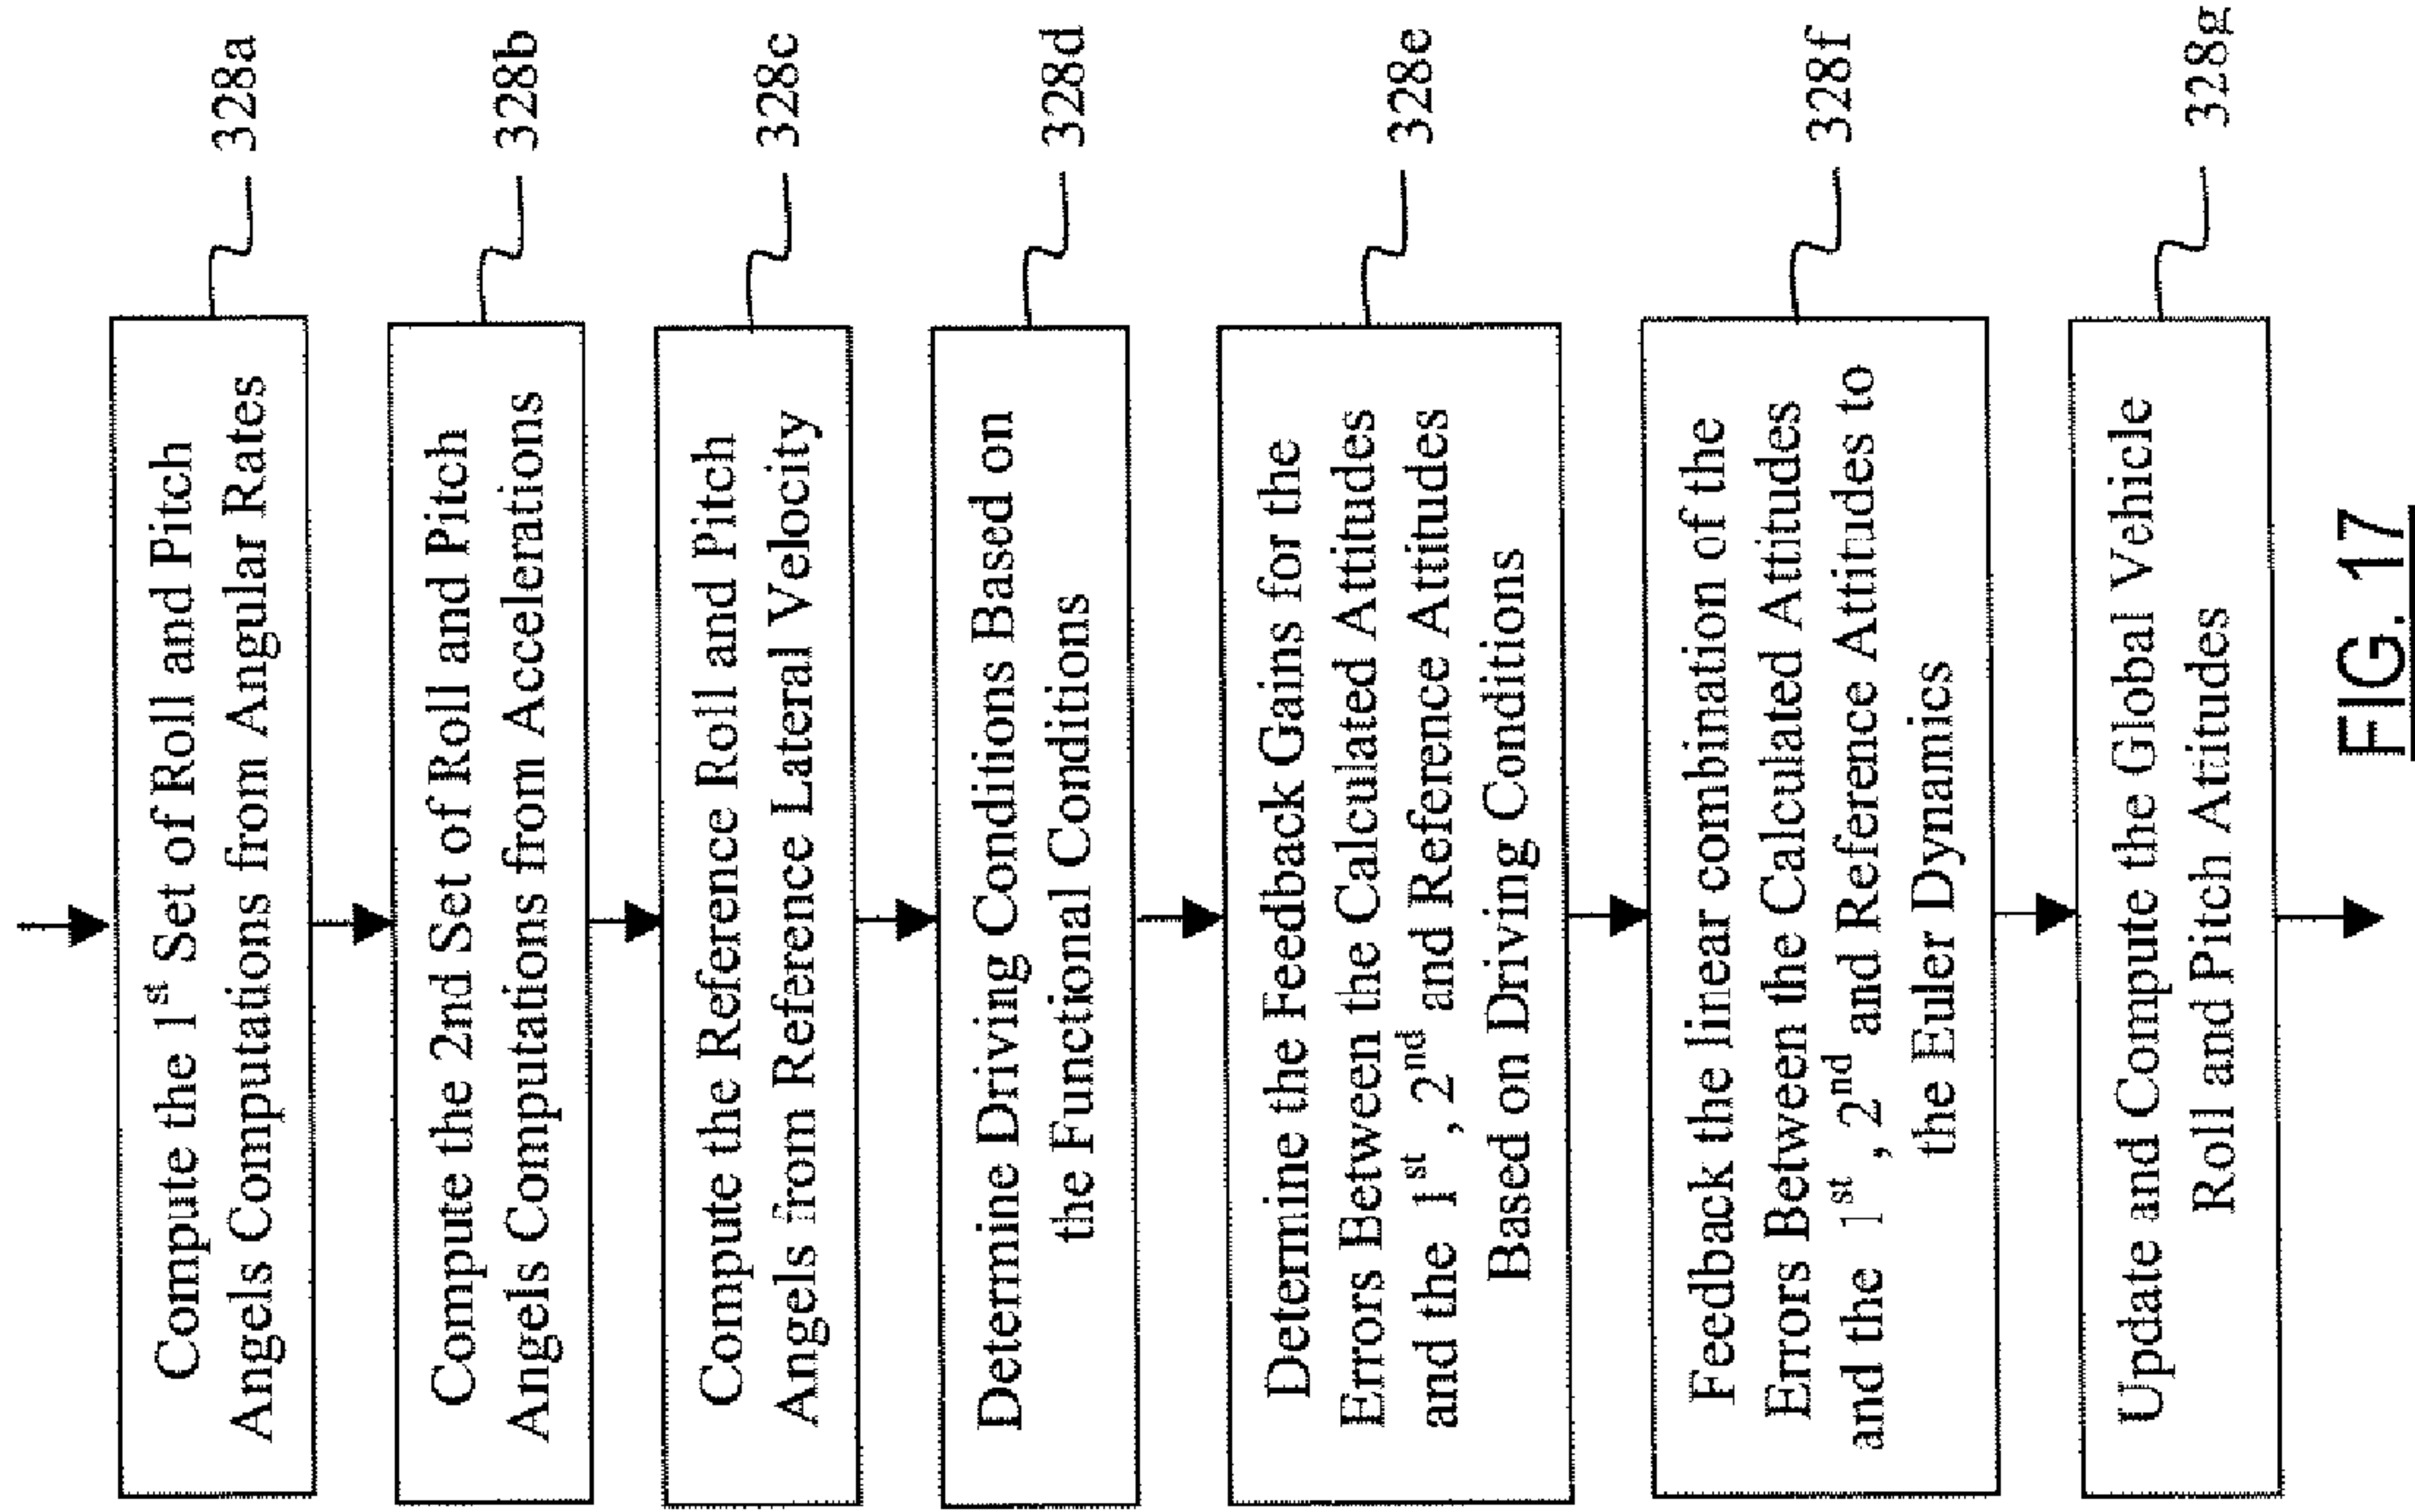 Compute the 1st Set of Roll and Pitch
Angels Computations from Angular Rates
328a
Compute the 2nd Set of Roll and Pitch
Angels Computations from Accelerations
328b
Compute the Reference Roll and Pitch
Angels from Reference Lateral Velocity
328c
Determine Driving Conditions Based on
the Functional Conditions
328d
Determine the Feedback Gains for the
Errors Between the Calculated Attitudes
and the 1st, 2nd and Reference Attitudes
Based on Driving Conditions
328e
Feedback the linear combination of the
Errors Between the Calculated Attitudes
and the 1st, 2nd and Reference Attitudes to
the Euler Dynamics
328f
Update and Compute the Global Vehicle
Roll and Pitch Attitudes
328g
FIG. 17